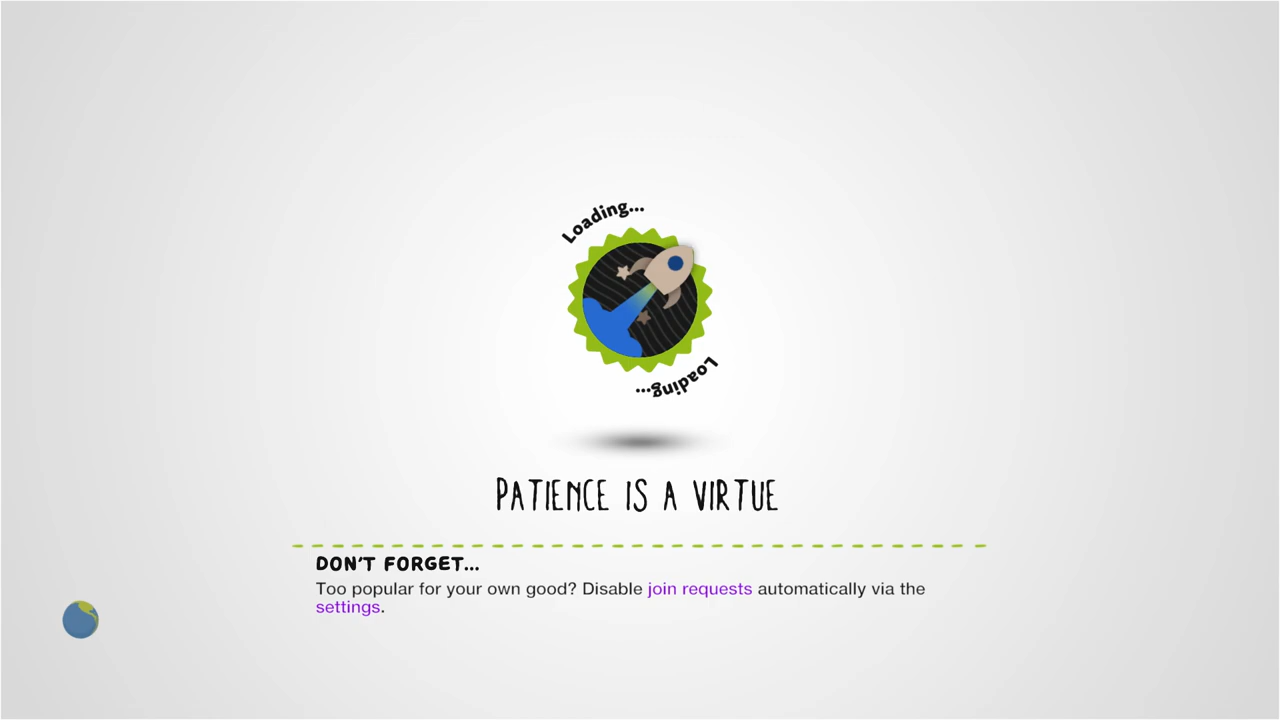 Loading...
Loading...
PATIENCE IS A VIRTUE
DON'T FORGET...
Too popular for your own good? Disable join requests automatically via the
settings.